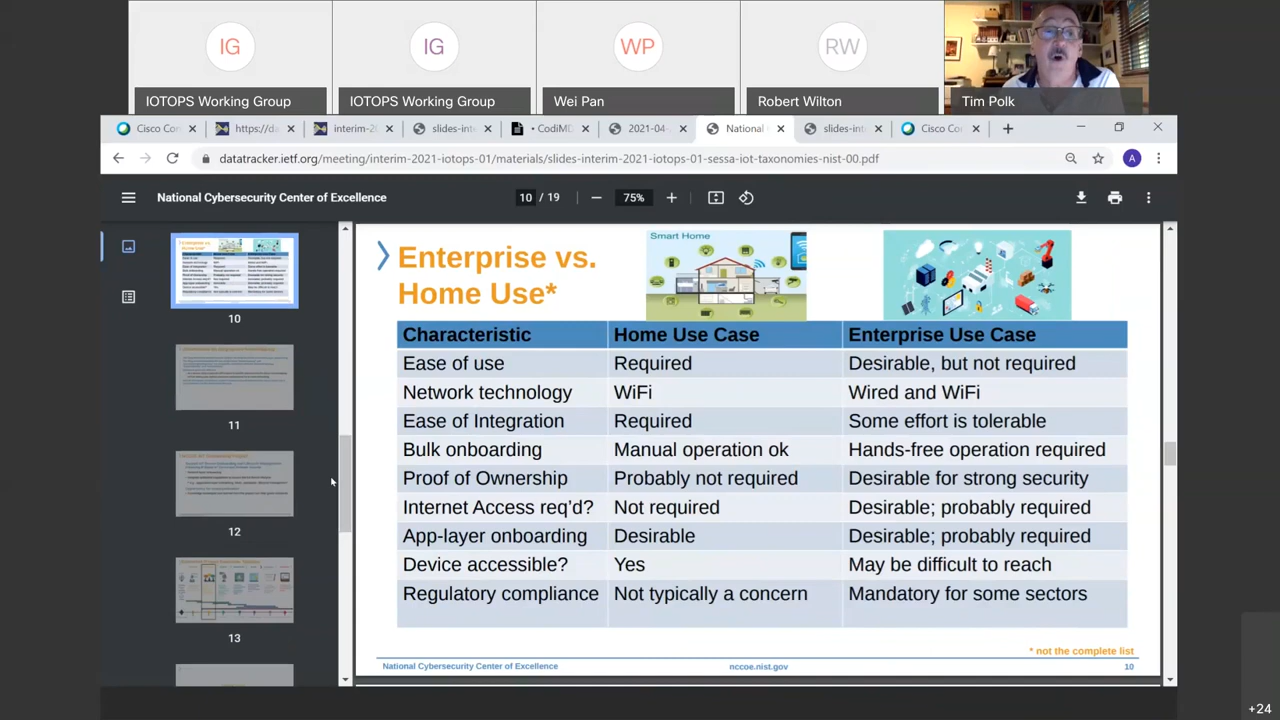 IG
IG
WP
RW
IOTOPS Working Group
IOTOPS Working Group
Wei Pan
Robert Wilton
Tim Polk
Cisco Con
https://da
interim-2
slides-int
• CodiMD
2021-04-
National
slides-int
Cisco Con
datatracker.ietf.org/meeting/interim-2021-iotops-01/materials/slides-interim-2021-iotops-01-sessa-iot-taxonomies-nist-00.pdf
A
National Cybersecurity Center of Excellence
10 / 19
75%
10
11
12
13
Enterprise vs.
Home Use*
Smart Home
Characteristic Home Use Case Enterprise Use Case
Ease of use Required Desirable, but not required
Network technology WiFi Wired and WiFi
Ease of Integration Required Some effort is tolerable
Bulk onboarding Manual operation ok Hands-free operation required
Proof of Ownership Probably not required Desirable for strong security
Internet Access req’d? Not required Desirable; probably required
App-layer onboarding Desirable Desirable; probably required
Device accessible? Yes May be difficult to reach
Regulatory compliance Not typically a concern Mandatory for some sectors
* not the complete list
National Cybersecurity Center of Excellence nccoe.nist.gov 10
+24